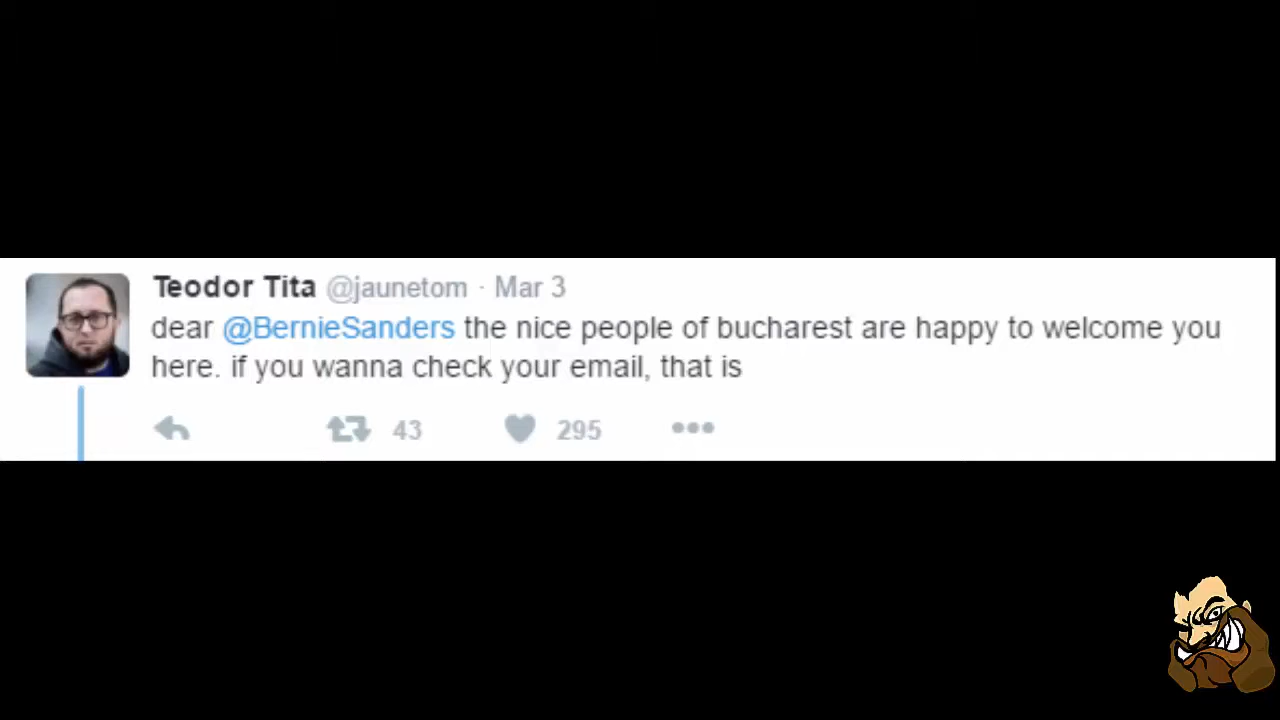 Teodor Tita @jaunetom · Mar 3
dear @BernieSanders the nice people of bucharest are happy to welcome you
here. if you wanna check your email, that is
43 295